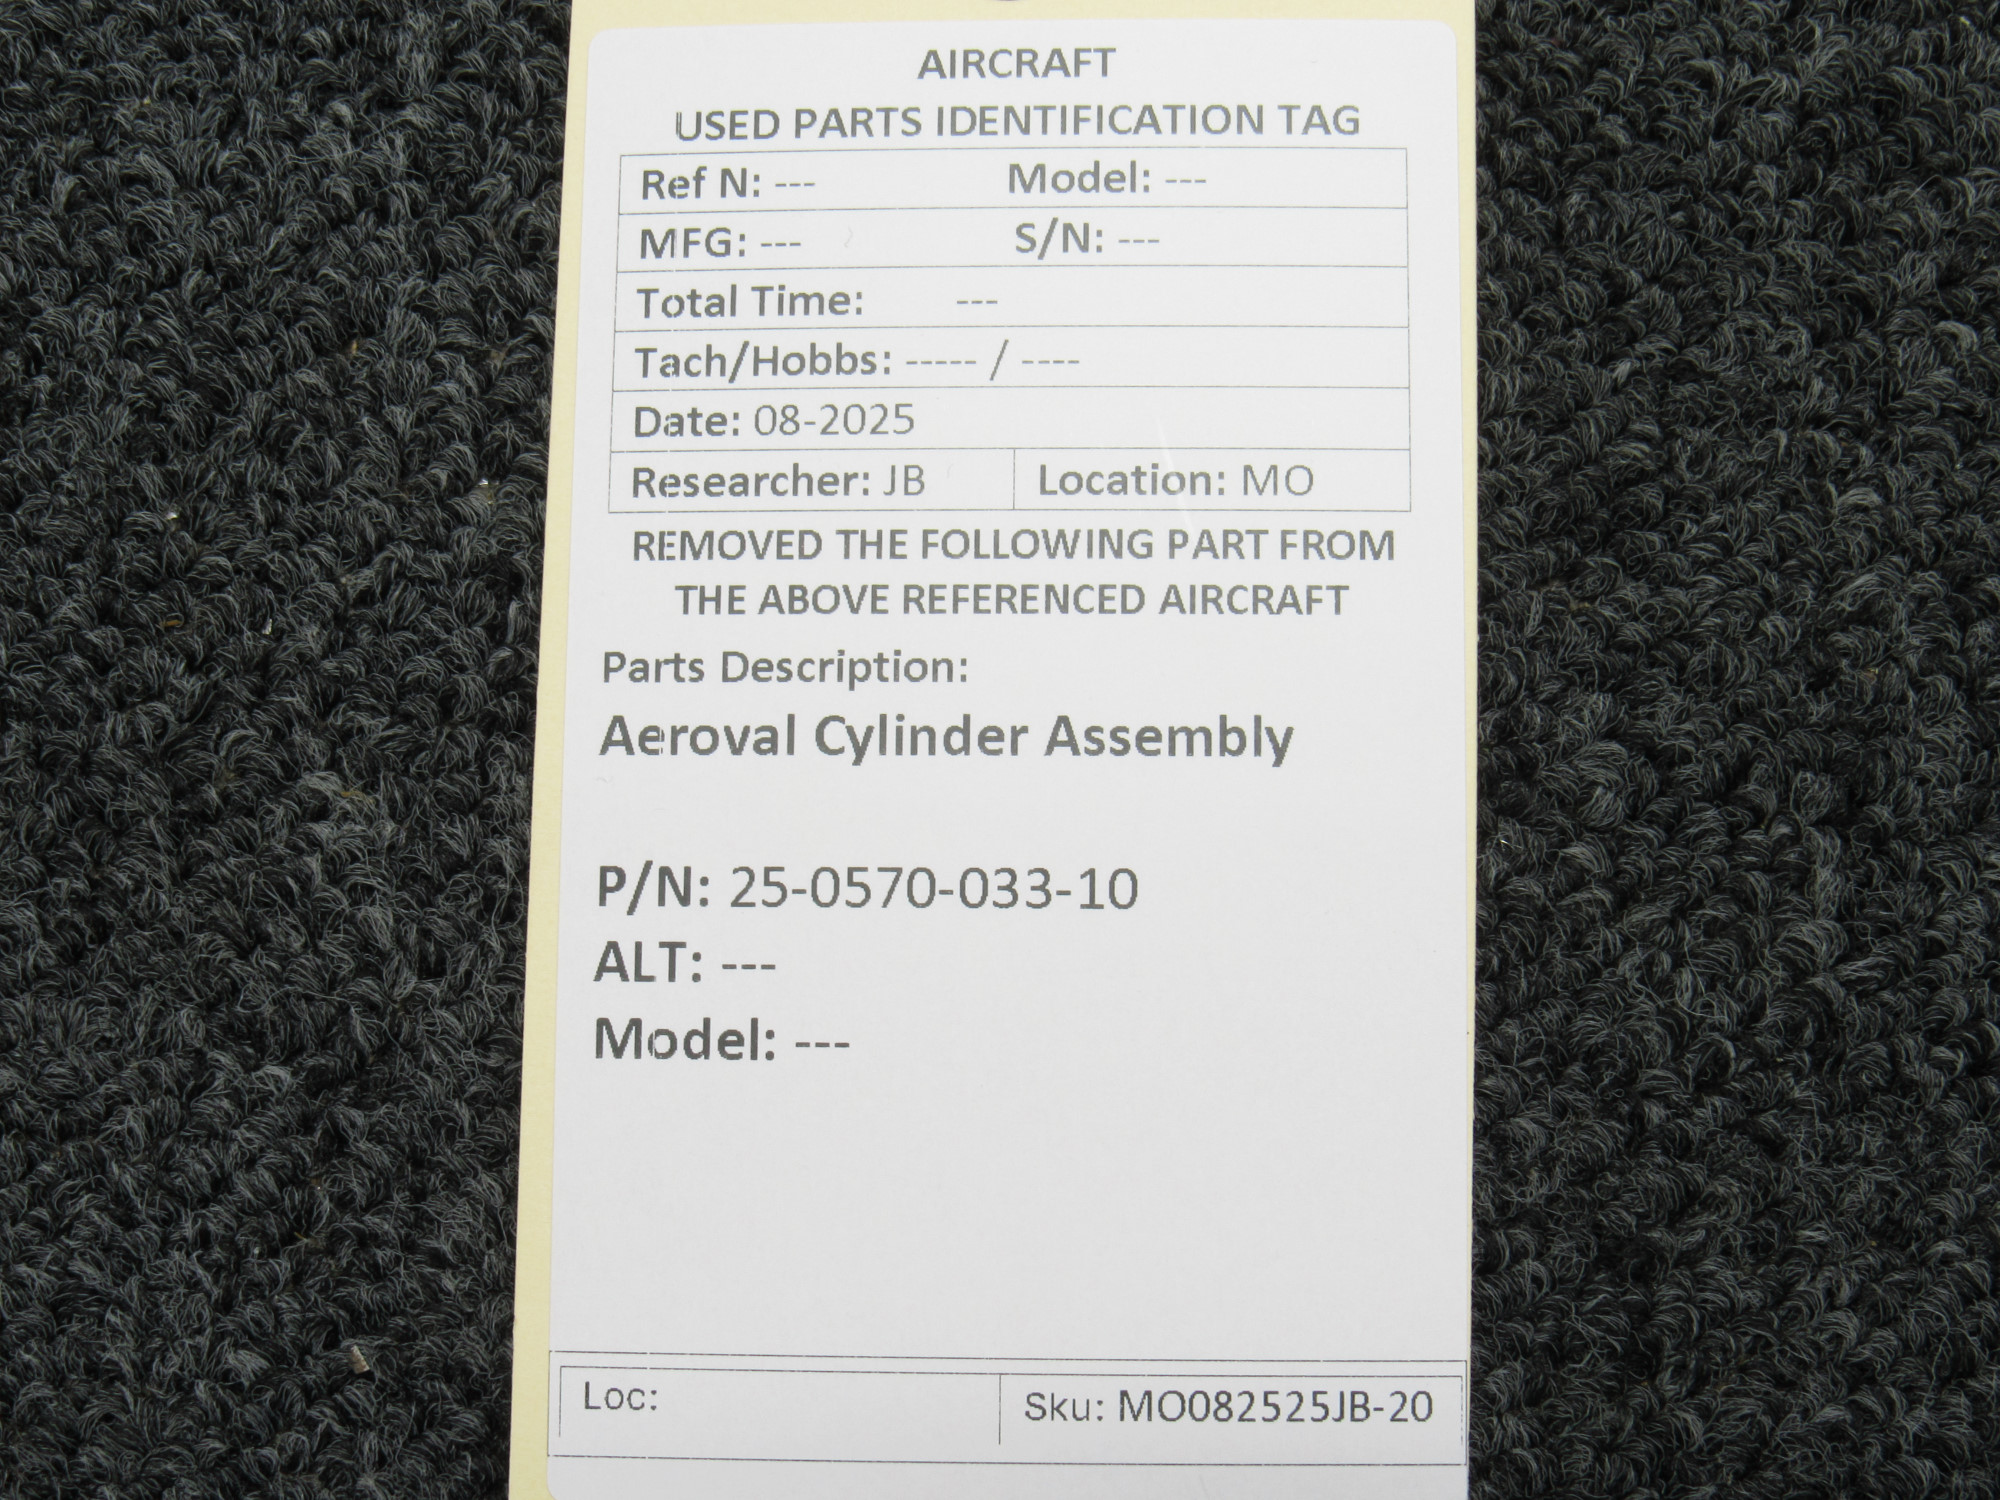 AIRCRAFT
USED PARTS IDENTIFICATION TAG
Ref N: --- Model: ---
MFG: --- S/N: ---
Total Time: ---
Tach/Hobbs: ----- / ----
Date: 08-2025
Researcher: JB Location: MO
REMOVED THE FOLLOWING PART FROM
THE ABOVE REFERENCED AIRCRAFT
Parts Description:
Aeroval Cylinder Assembly
P/N: 25-0570-033-10
ALT: ---
Model: ---
Loc: Sku: MO082525JB-20